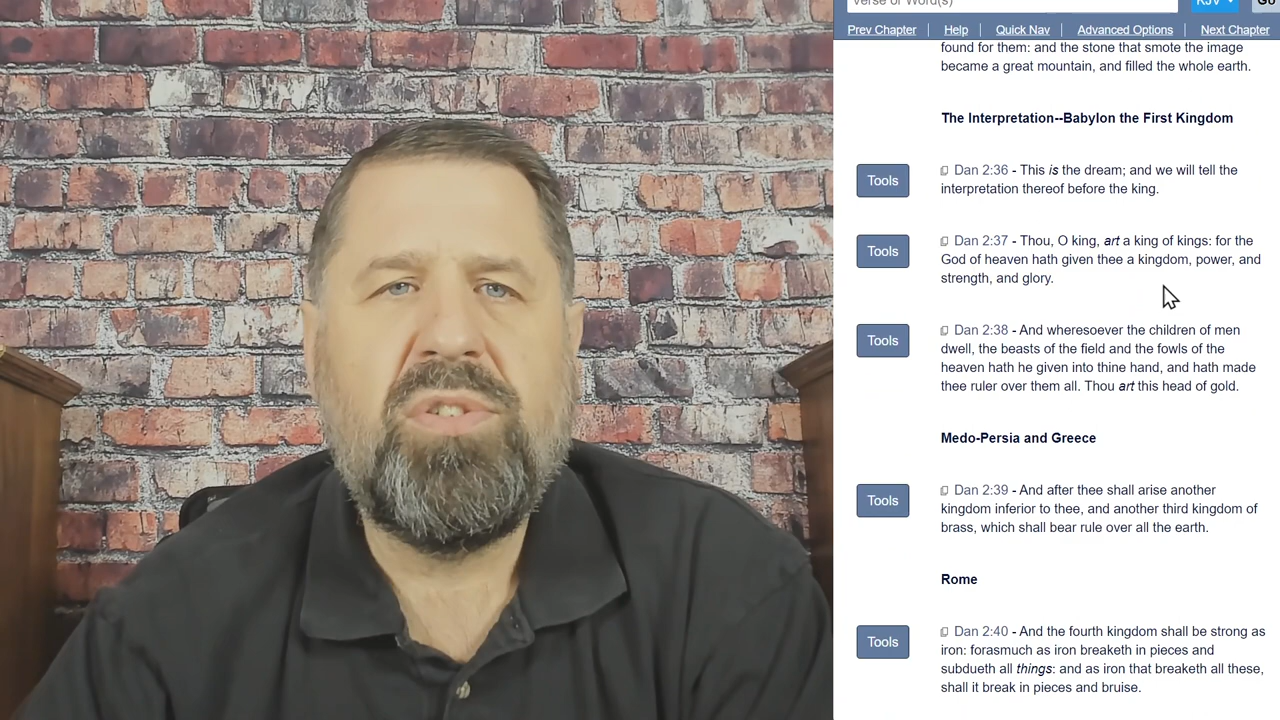 Verse or Word(s)
KJV
Go
Prev Chapter | Help | Quick Nav | Advanced Options | Next Chapter
found for them: and the stone that smote the image
became a great mountain, and filled the whole earth.
The Interpretation--Babylon the First Kingdom
Tools
Dan 2:36 - This is the dream; and we will tell the
interpretation thereof before the king.
Tools
Dan 2:37 - Thou, O king, art a king of kings: for the
God of heaven hath given thee a kingdom, power, and
strength, and glory.
Tools
Dan 2:38 - And wheresoever the children of men
dwell, the beasts of the field and the fowls of the
heaven hath he given into thine hand, and hath made
thee ruler over them all. Thou art this head of gold.
Medo-Persia and Greece
Tools
Dan 2:39 - And after thee shall arise another
kingdom inferior to thee, and another third kingdom of
brass, which shall bear rule over all the earth.
Rome
Tools
Dan 2:40 - And the fourth kingdom shall be strong as
iron: forasmuch as iron breaketh in pieces and
subdueth all things: and as iron that breaketh all these,
shall it break in pieces and bruise.